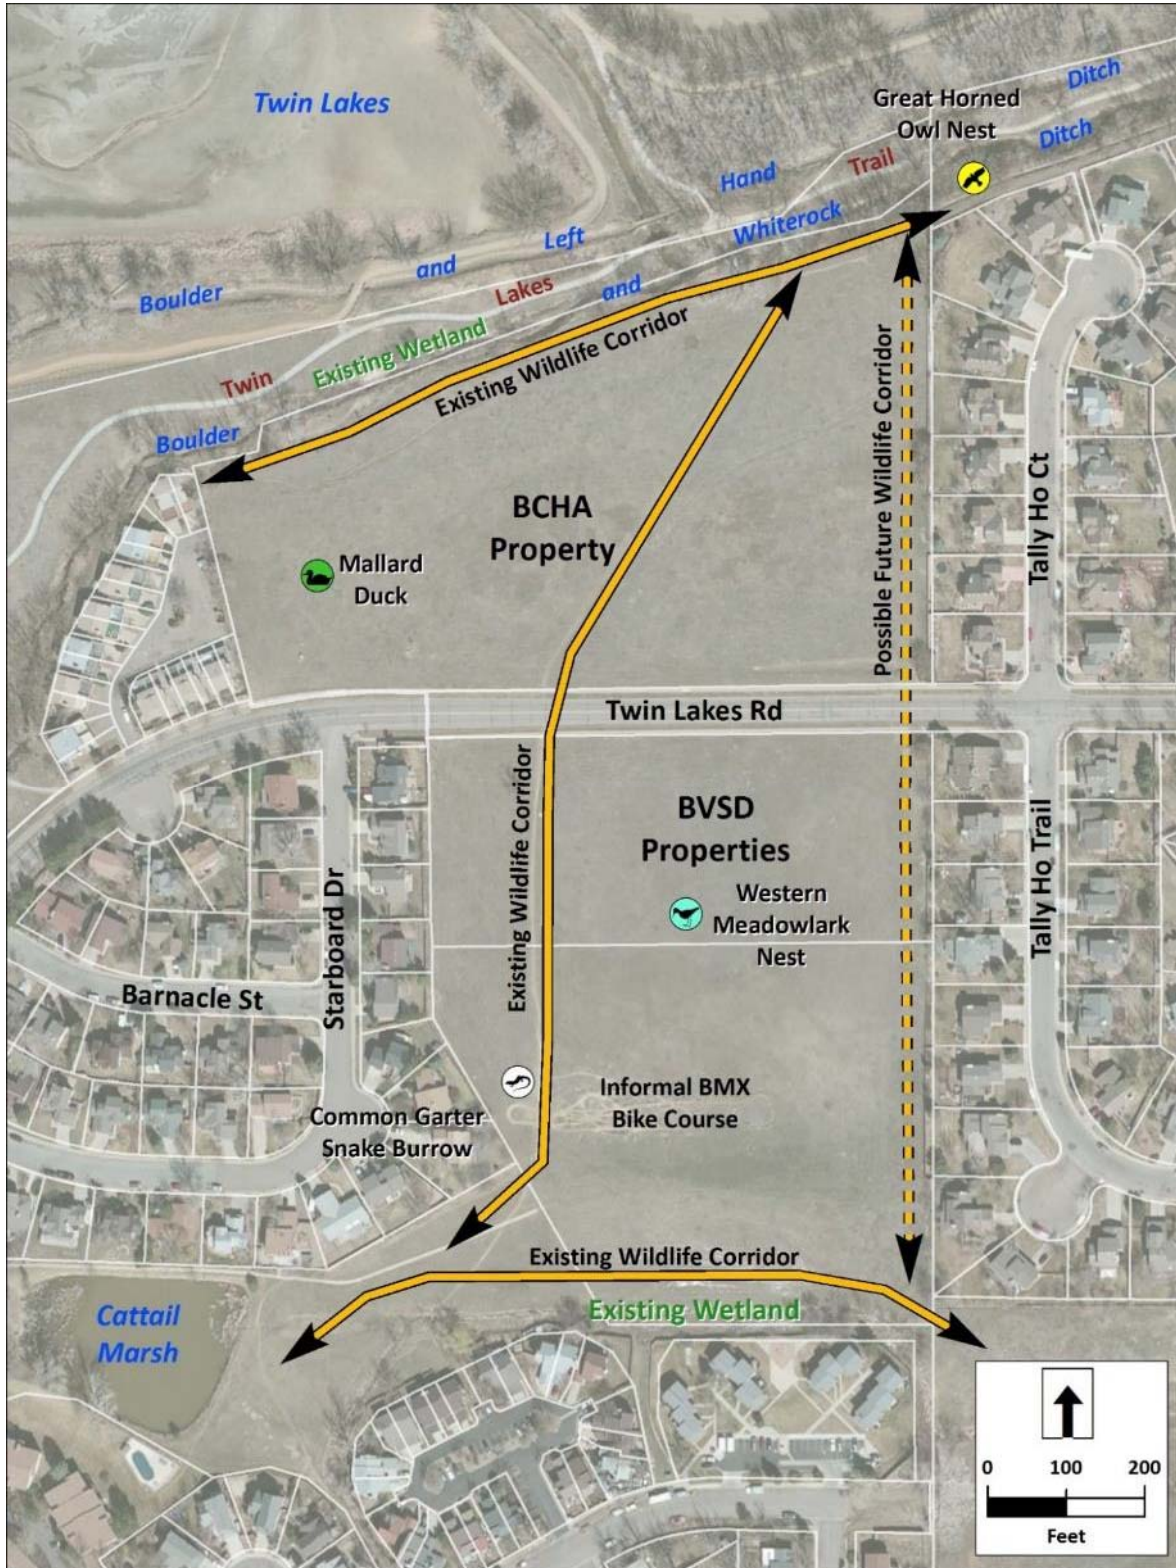 Twin Lakes
Great Horned
Owl Nest
Ditch
Ditch
Boulder and Left Hand
Twin Lakes Trail
Boulder and Whiterock
Existing Wetland
Existing Wildlife Corridor
Possible Future Wildlife Corridor
BCHA
Property
Mallard
Duck
Tally Ho Ct
Twin Lakes Rd
Existing Wildlife Corridor
BVSD
Properties
Western
Meadowlark
Nest
Starboard Dr
Tally Ho Trail
Barnacle St
Informal BMX
Bike Course
Common Garter
Snake Burrow
Existing Wildlife Corridor
Existing Wetland
Cattail
Marsh
0 100 200
Feet